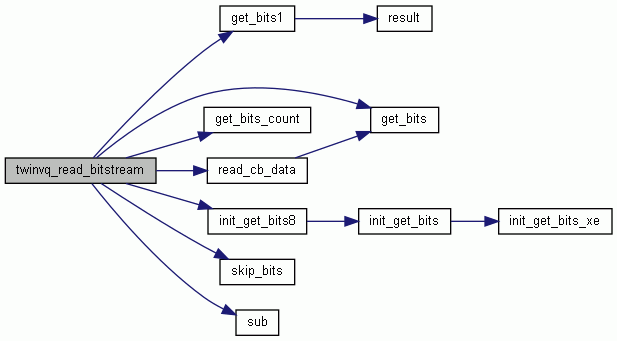 get_bits1
result
get_bits_count
get_bits
twinvq_read_bitstream
read_cb_data
init_get_bits8
init_get_bits
init_get_bits_xe
skip_bits
sub